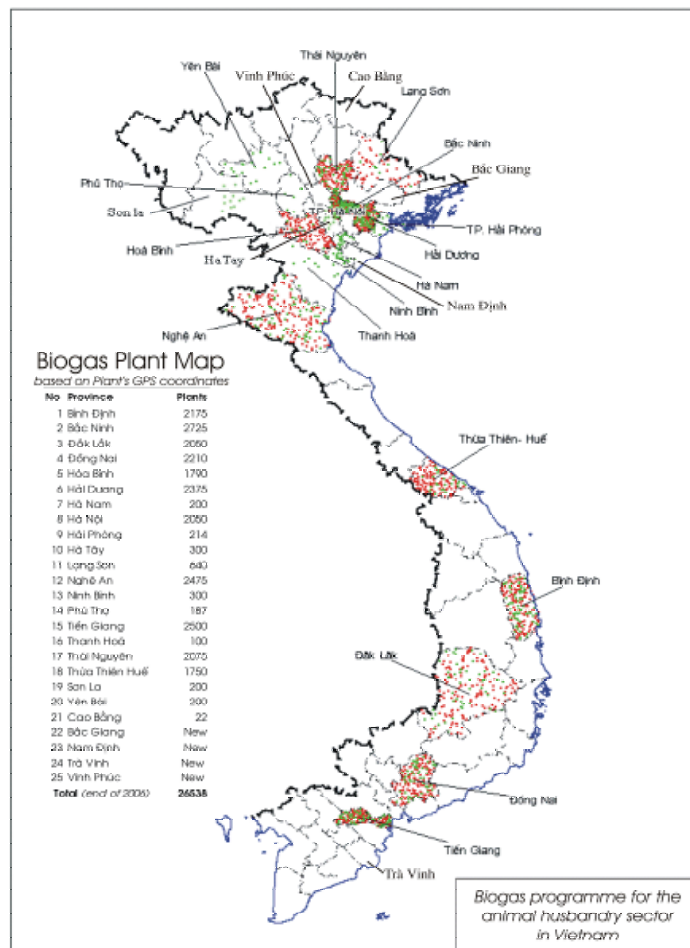 Thái Nguyên
Yên Bái
Vinh Phúc
Cao Bằng
Lạng Sơn
Bắc Ninh
Bắc Giang
Phú Thọ
Son la
TP. Hà Nội
TP. Hải Phòng
Hoà Bình
Hải Dương
Ha Tay
Hà Nam
Nam Định
Ninh Bình
Thanh Hoá
Nghệ An
Biogas Plant Map
based on Plant's GPS coordinates
No Province Plants
1 Bình Định 2175
2 Bắc Ninh 2725
3 Đắk Lắk 2050
4 Đồng Nai 2210
5 Hòa Bình 1790
6 Hải Dương 2375
7 Hà Nam 200
8 Hà Nội 2050
9 Hải Phòng 214
10 Hà Tây 300
11 Lạng Sơn 640
12 Nghệ An 2475
13 Ninh Bình 300
14 Phú Thọ 187
15 Tiền Giang 2500
16 Thanh Hoá 100
17 Thái Nguyên 2075
18 Thừa Thiên Huế 1750
19 Sơn La 200
20 Yên Bái 200
21 Cao Bằng 22
22 Bắc Giang New
23 Nam Định New
24 Trà Vinh New
25 Vinh Phúc New
Total (end of 2006) 26538
Thừa Thiên- Huế
Bình Định
Đắk Lắk
Đồng Nai
Tiền Giang
Trà Vinh
Biogas programme for the
animal husbandry sector
in Vietnam